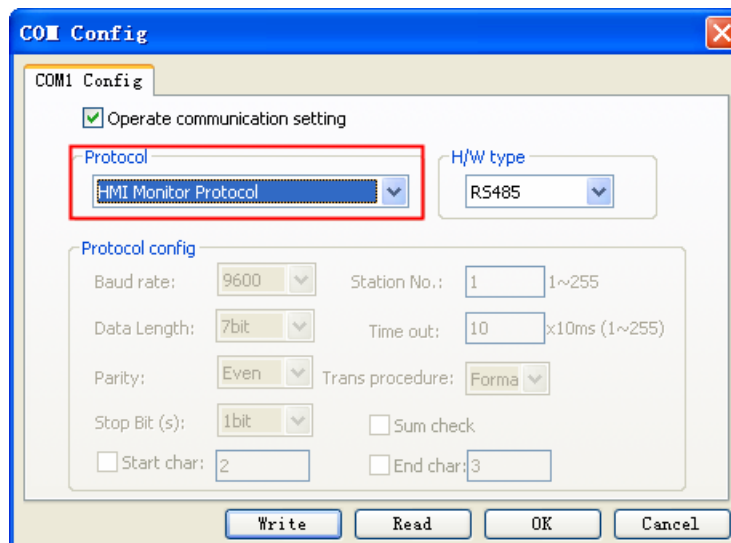 COM Config
COM1 Config
Operate communication setting
Protocol
HMI Monitor Protocol
H/W type
RS485
Protocol config
Baud rate: 9600 Station No.: 1 1~255
Data Length: 7bit Time out: 10 x10ms (1~255)
Parity: Even Trans procedure: Forma
Stop Bit (s): 1bit Sum check
Start char: 2 End char: 3
Write Read OK Cancel